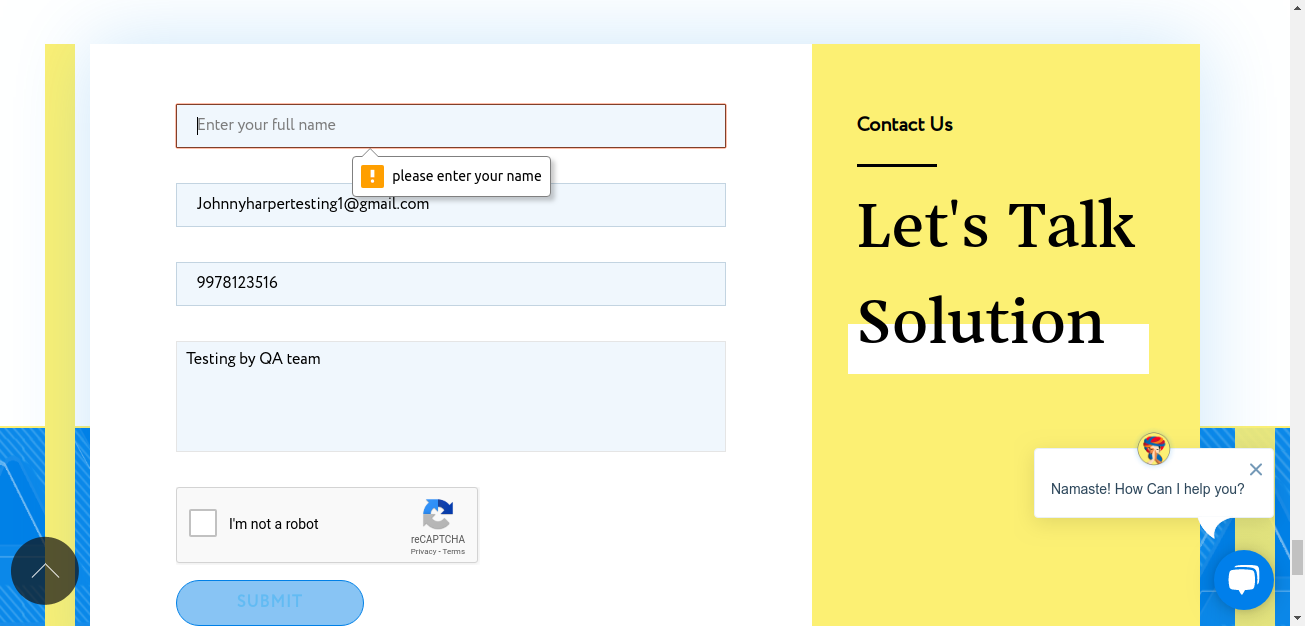 Enter your full name
please enter your name
Johnnyharpertesting1@gmail.com
9978123516
Testing by QA team
I'm not a robot
reCAPTCHA
Privacy - Terms
SUBMIT
Contact Us
Let's Talk
Solution
Namaste! How Can I help you?